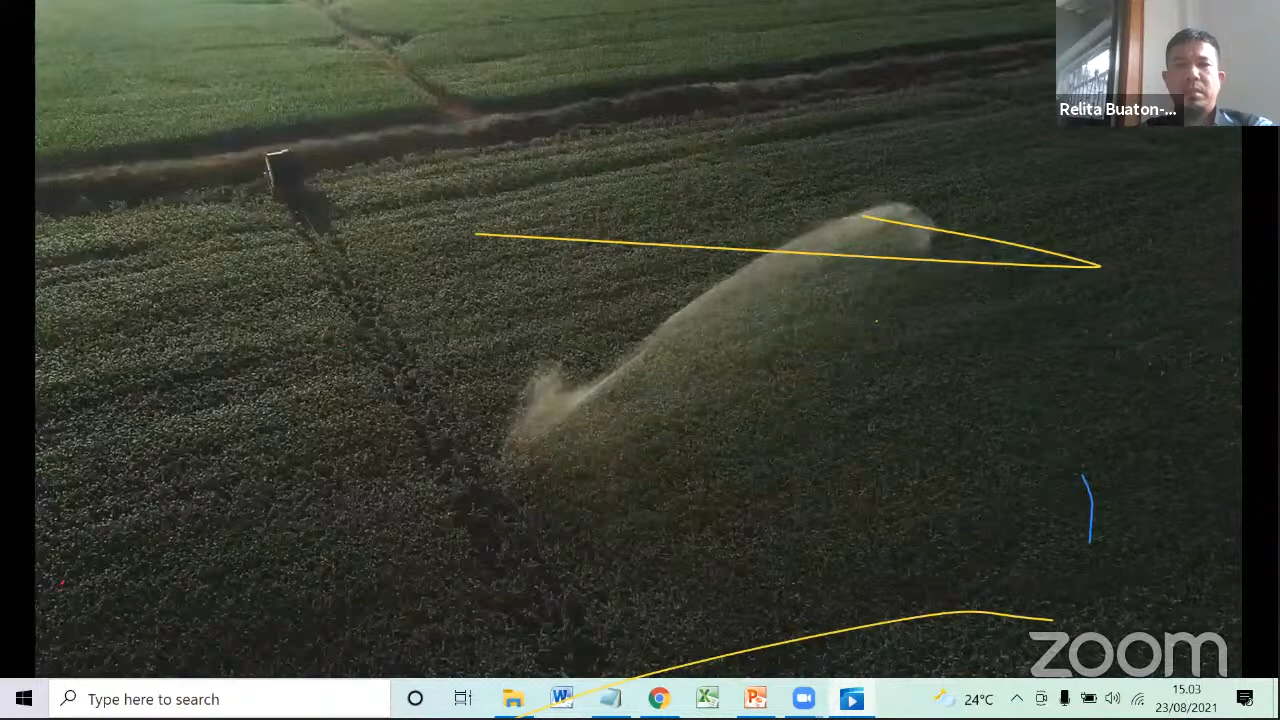 Relita Buaton-...
zoom
Type here to search
24°C
15.03
23/08/2021